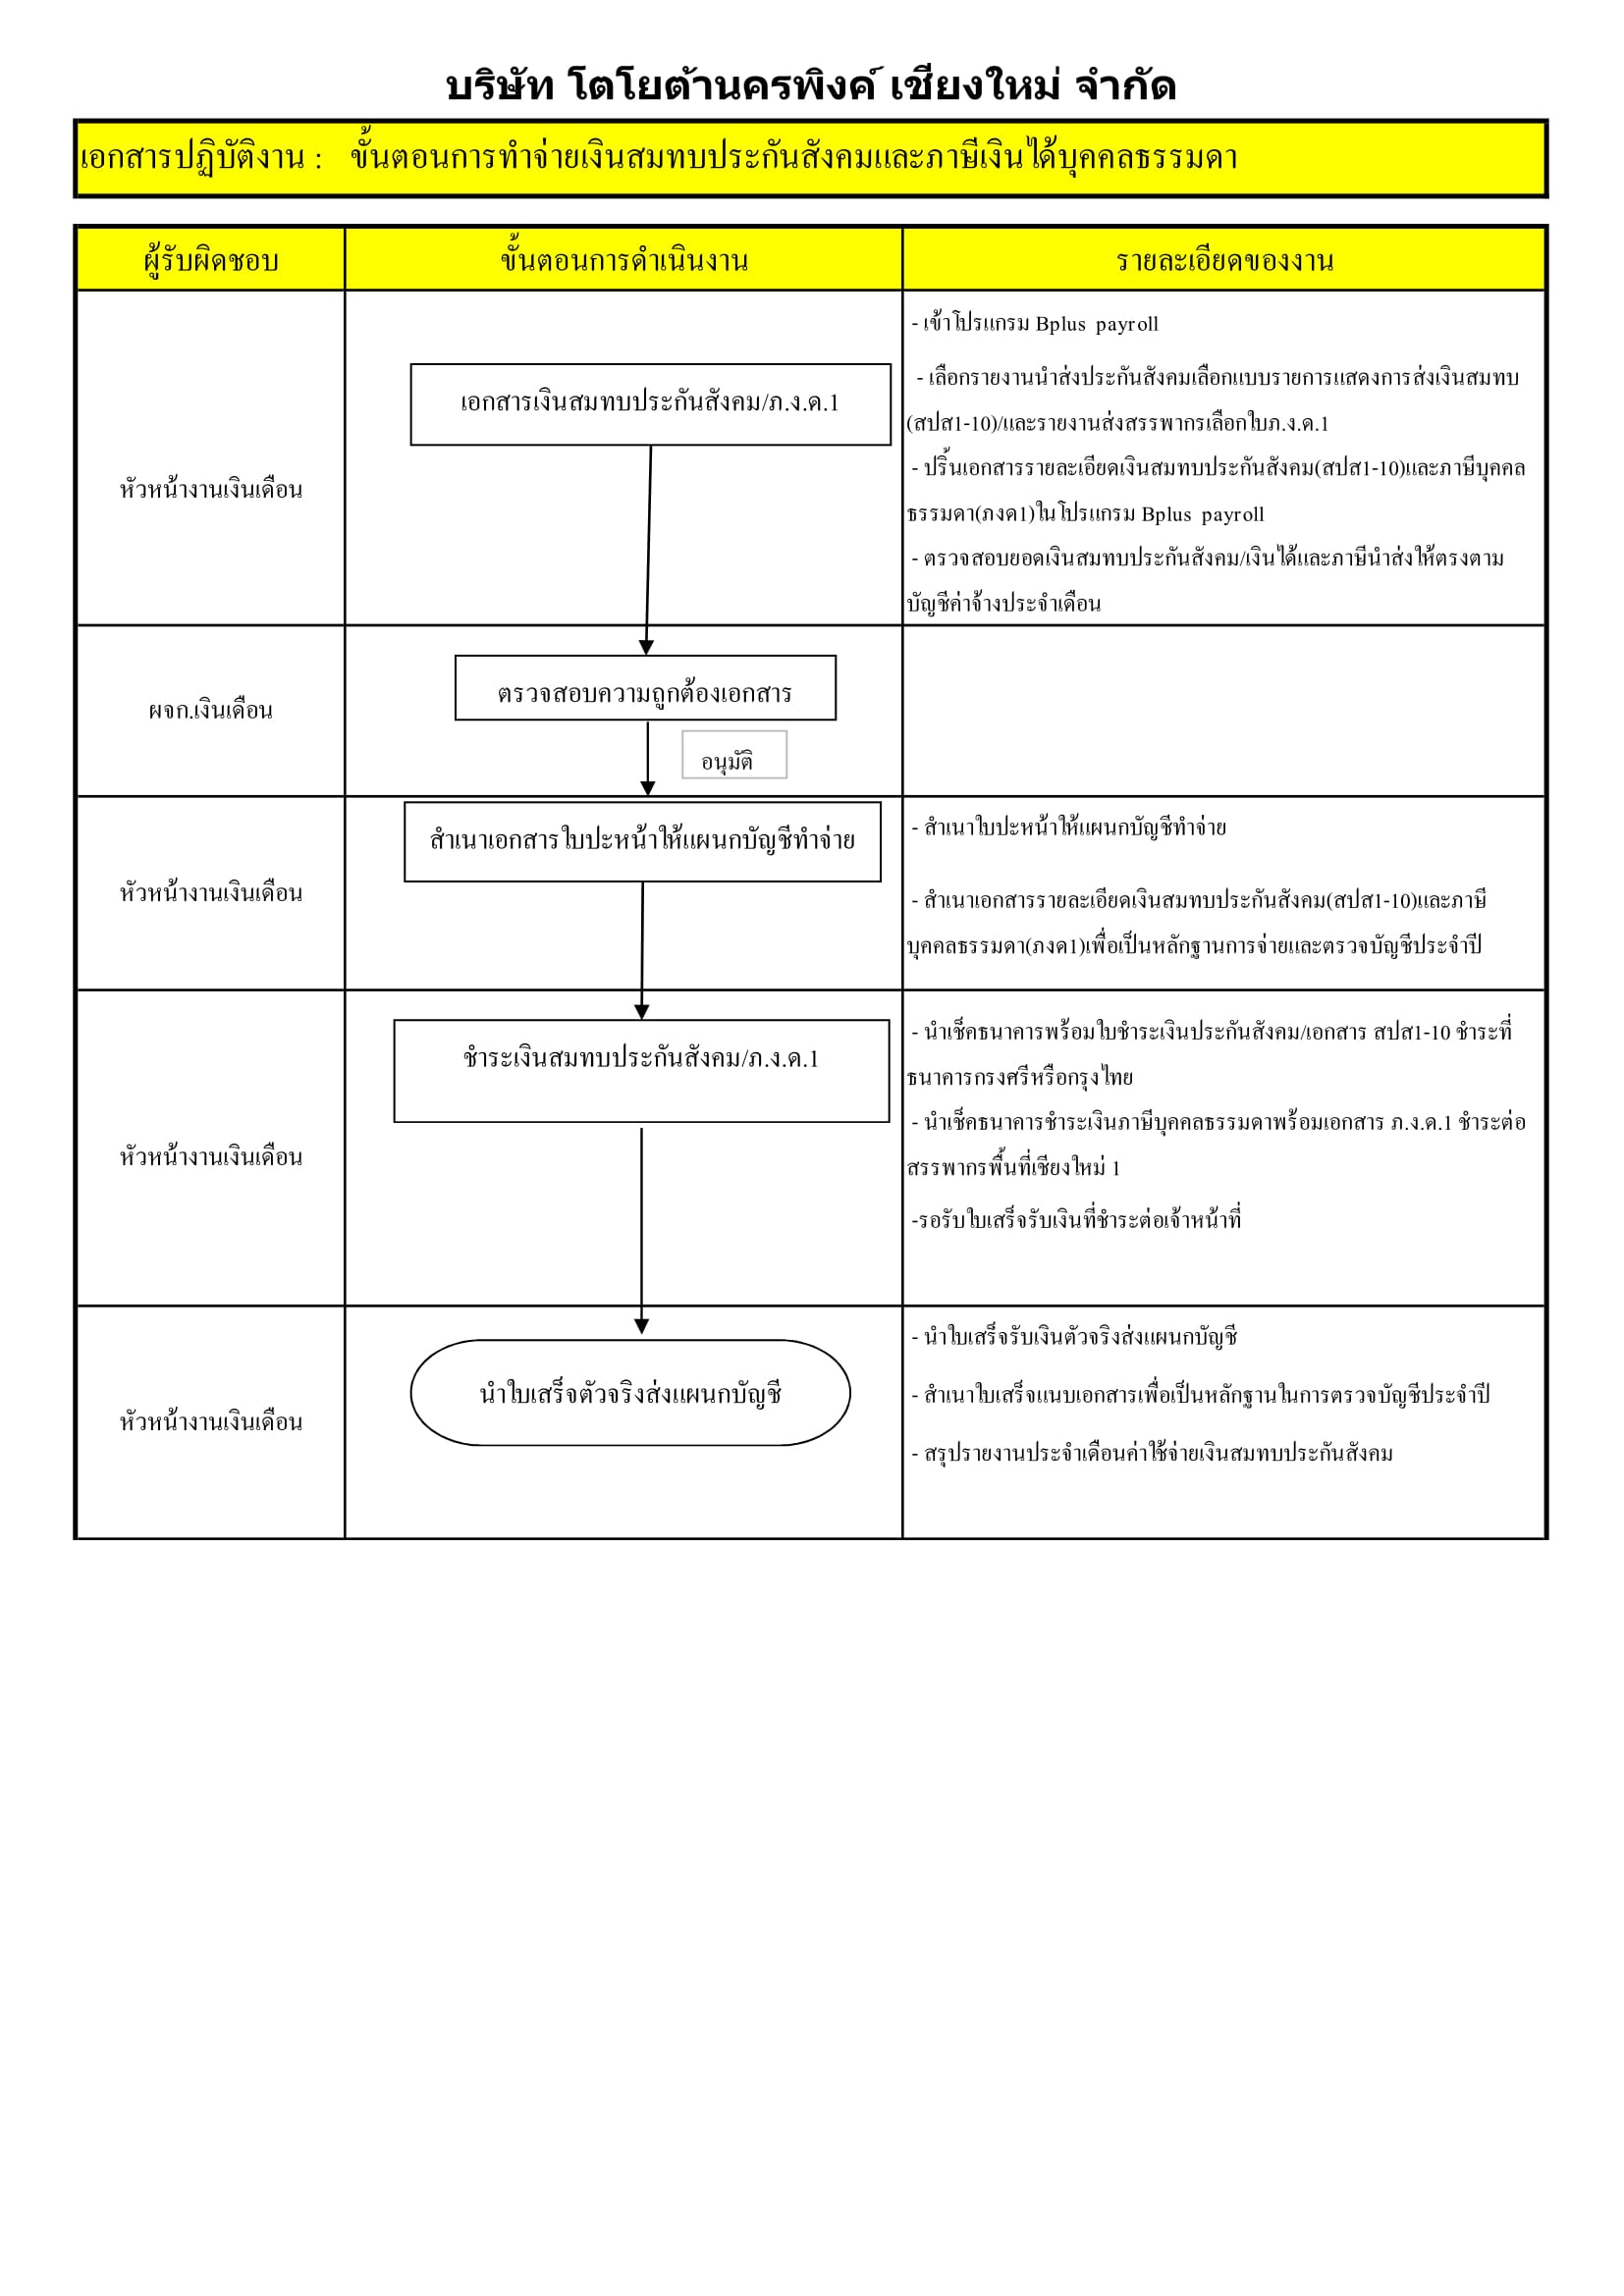 บริษัท โตโยต้านครพิงค์ เชียงใหม่ จำกัด
เอกสารปฏิบัติงาน :   ขั้นตอนการทำจ่ายเงินสมทบประกันสังคมและภาษีเงินได้บุคคลธรรมดา
ผู้รับผิดชอบ
ขั้นตอนการดำเนินงาน
รายละเอียดของงาน
หัวหน้างานเงินเดือน
เอกสารเงินสมทบประกันสังคม/ภ.ง.ด.1
- เข้าโปรแกรม Bplus payroll
- เลือกรายงานนำส่งประกันสังคมเลือกแบบรายการแสดงการส่งเงินสมทบ
(สปส1-10)/และรายงานส่งสรรพากรเลือกใบภ.ง.ด.1
- ปริ้นเอกสารรายละเอียดเงินสมทบประกันสังคม(สปส1-10)และภาษีบุคคล
ธรรมดา(ภงด1)ในโปรแกรม Bplus payroll
- ตรวจสอบยอดเงินสมทบประกันสังคม/เงินได้และภาษีนำส่งให้ตรงตาม
บัญชีค่าจ้างประจำเดือน
ผจก.เงินเดือน
ตรวจสอบความถูกต้องเอกสาร
อนุมัติ
หัวหน้างานเงินเดือน
สำเนาเอกสารใบปะหน้าให้แผนกบัญชีทำจ่าย
- สำเนาใบปะหน้าให้แผนกบัญชีทำจ่าย
- สำเนาเอกสารรายละเอียดเงินสมทบประกันสังคม(สปส1-10)และภาษี
บุคคลธรรมดา(ภงด1)เพื่อเป็นหลักฐานการจ่ายและตรวจบัญชีประจำปี
หัวหน้างานเงินเดือน
ชำระเงินสมทบประกันสังคม/ภ.ง.ด.1
- นำเช็คธนาคารพร้อมใบชำระเงินประกันสังคม/เอกสาร สปส1-10 ชำระที่
ธนาคารกรงศรีหรือกรุงไทย
- นำเช็คธนาคารชำระเงินภาษีบุคคลธรรมดาพร้อมเอกสาร ภ.ง.ด.1 ชำระต่อ
สรรพากรพื้นที่เชียงใหม่ 1
-รอรับใบเสร็จรับเงินที่ชำระต่อเจ้าหน้าที่
หัวหน้างานเงินเดือน
นำใบเสร็จตัวจริงส่งแผนกบัญชี
- นำใบเสร็จรับเงินตัวจริงส่งแผนกบัญชี
- สำเนาใบเสร็จแนบเอกสารเพื่อเป็นหลักฐานในการตรวจบัญชีประจำปี
- สรุปรายงานประจำเดือนค่าใช้จ่ายเงินสมทบประกันสังคม